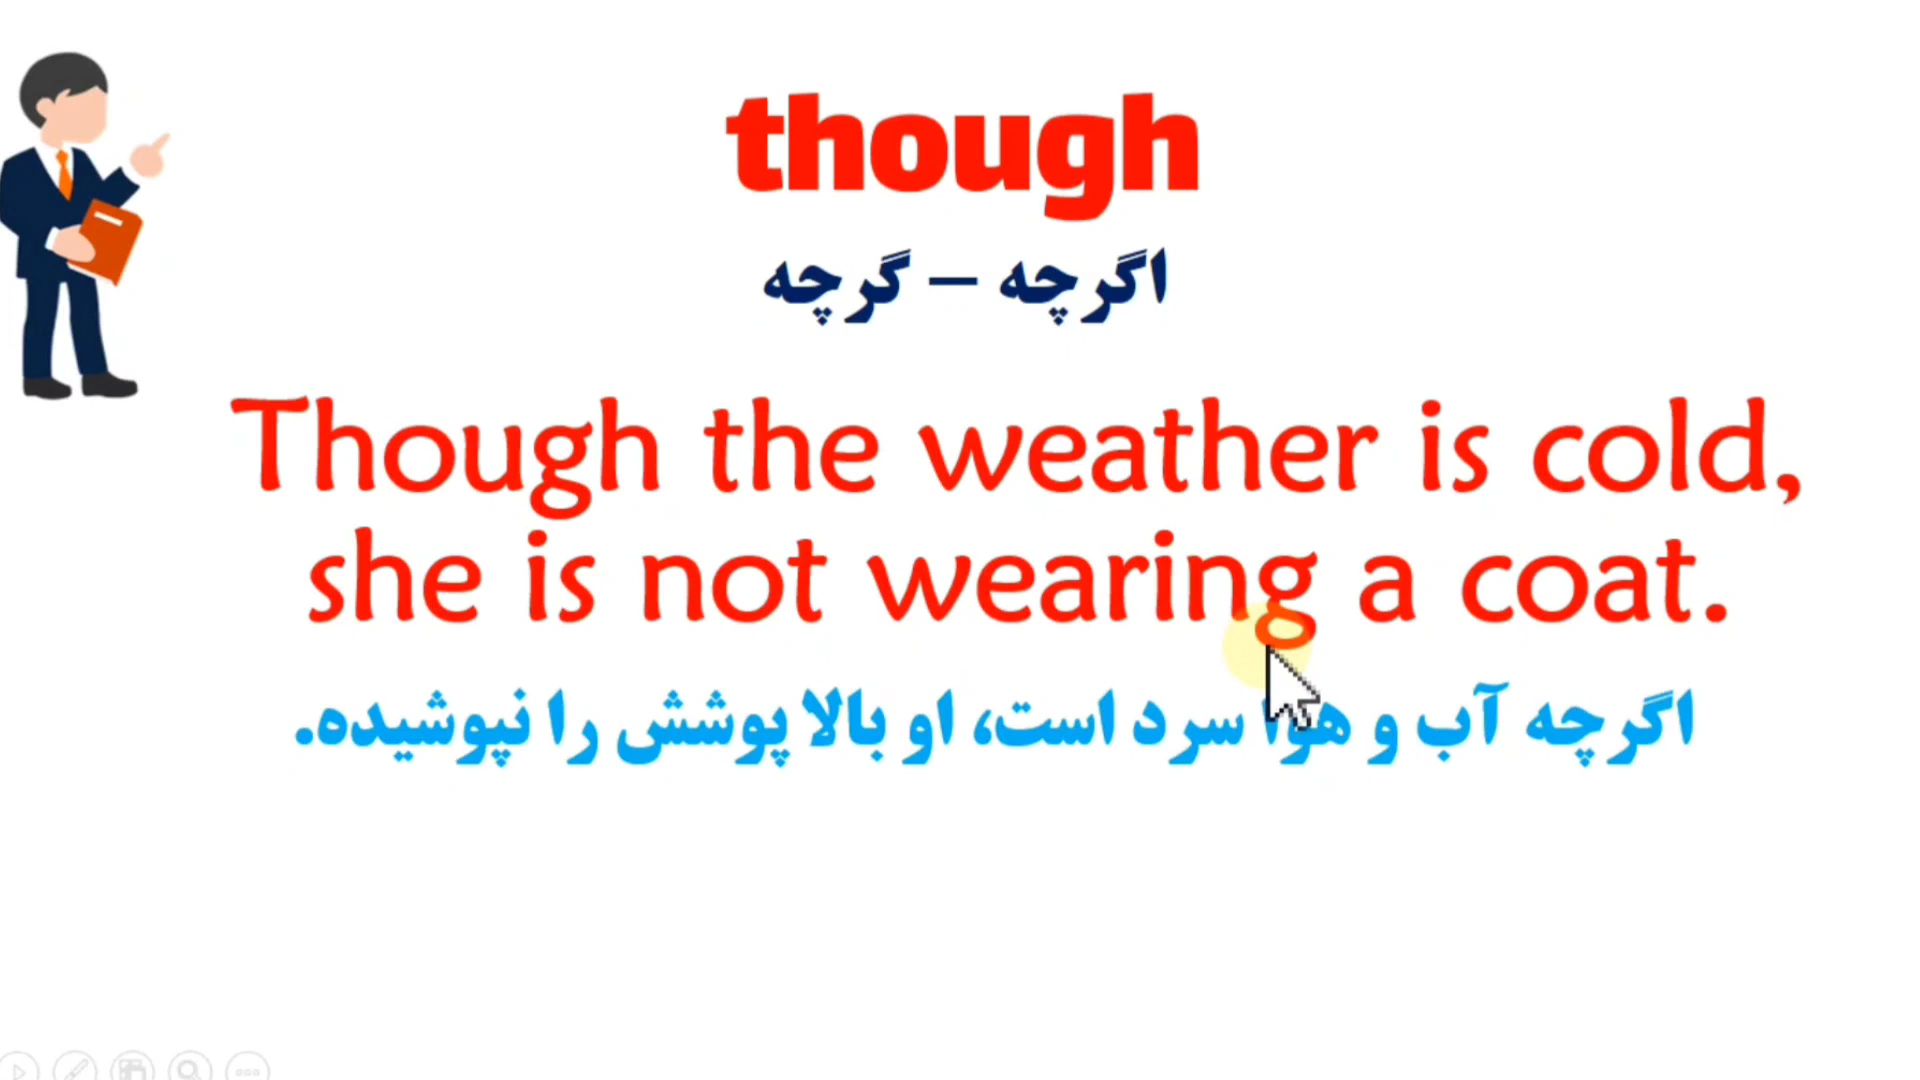 though
اگرچه – گرچه
Though the weather is cold,
she is not wearing a coat.
اگرچه آب و هوا سرد است، او بالا پوشش را نپوشیده.